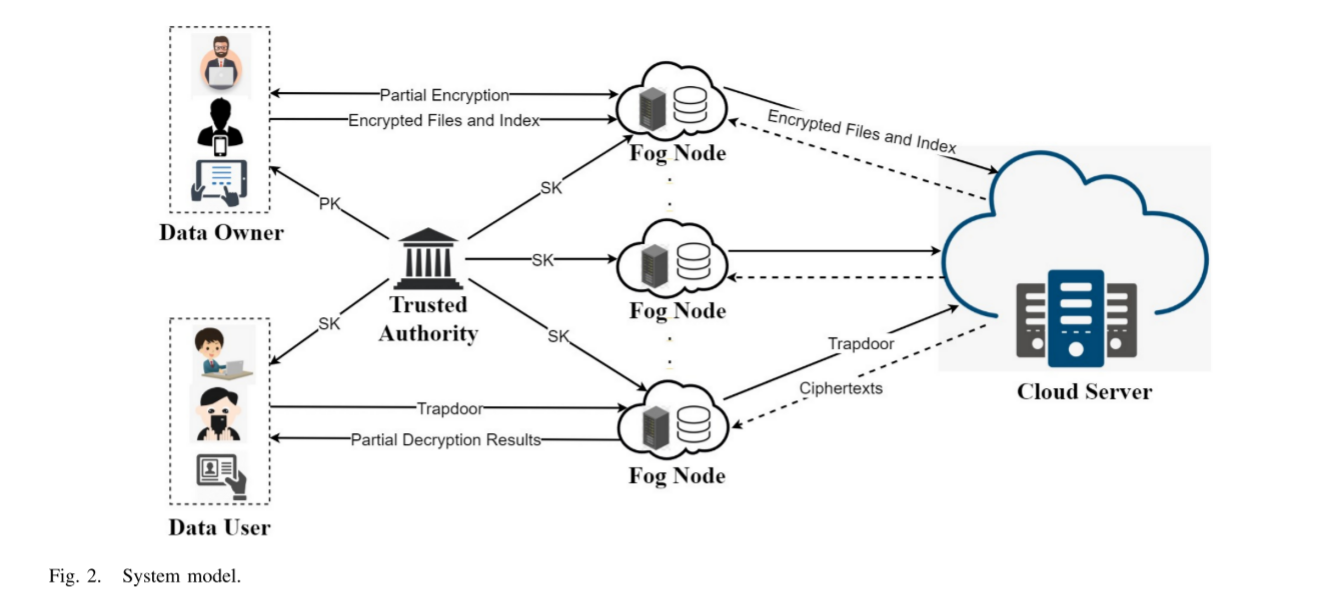 Partial Encryption
Encrypted Files and Index
Encrypted Files and Index
Fog Node
SK
PK
Data Owner
SK
Trusted
Authority
Fog Node
SK
SK
Trapdoor
Ciphertexts
Cloud Server
Trapdoor
Partial Decryption Results
Fog Node
Data User
Fig. 2. System model.